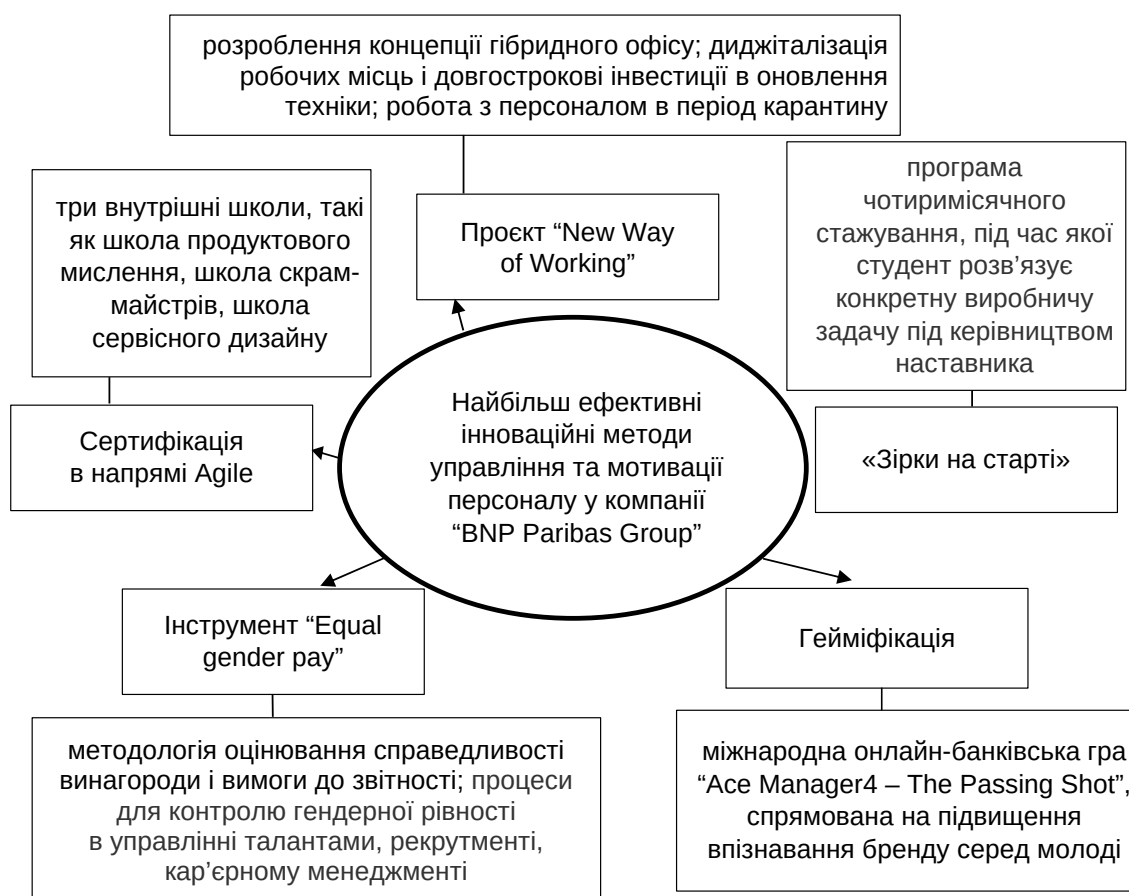 розроблення концепції гібридного офісу; диджіталізація
робочих місць і довгострокові інвестиції в оновлення
техніки; робота з персоналом в період карантину
три внутрішні школи, такі
як школа продуктового
мислення, школа скрам-
майстрів, школа
сервісного дизайну
Проєкт “New Way
of Working”
програма
чотиримісячного
стажування, під час якої
студент розв’язує
конкретну виробничу
задачу під керівництвом
наставника
Сертифікація
в напрямі Agile
Найбільш ефективні
інноваційні методи
управління та мотивації
персоналу у компанії
“BNP Paribas Group”
«Зірки на старті»
Інструмент “Equal
gender pay”
Гейміфікація
методологія оцінювання справедливості
винагороди і вимоги до звітності; процеси
для контролю гендерної рівності
в управлінні талантами, рекрутменті,
кар’єрному менеджменті
міжнародна онлайн-банківська гра
“Ace Manager4 – The Passing Shot”,
спрямована на підвищення
впізнавання бренду серед молоді